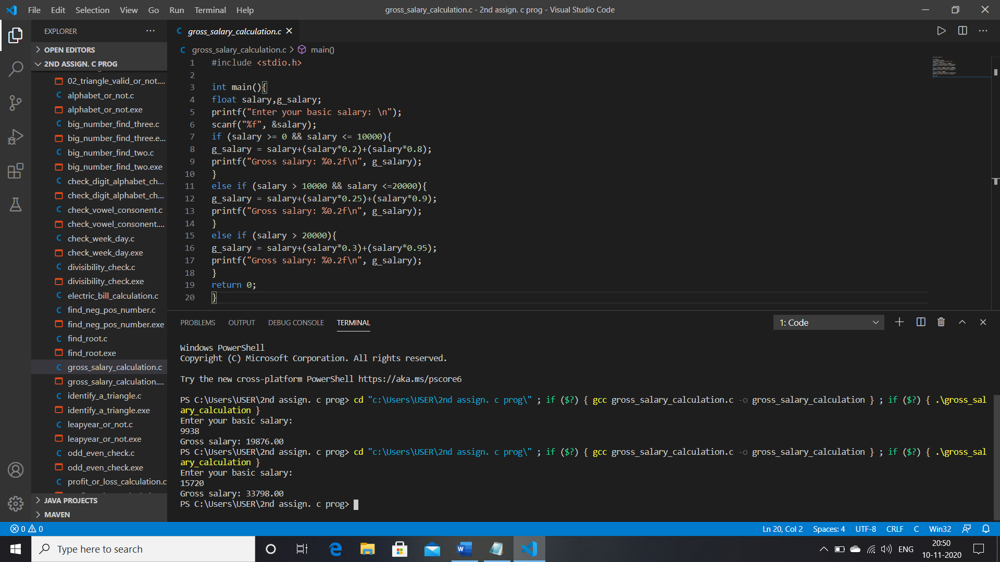 File Edit Selection View Go Run Terminal Help
gross_salary_calculation.c - 2nd assign. c prog - Visual Studio Code
EXPLORER
OPEN EDITORS
2ND ASSIGN. C PROG
02_triangle_valid_or_not....
alphabet_or_not.c
alphabet_or_not.exe
big_number_find_three.c
big_number_find_three.e...
big_number_find_two.c
big_number_find_two.exe
check_digit_alphabet_ch...
check_digit_alphabet_ch...
check_vowel_consonent.c
check_vowel_consonent....
check_week_day.c
check_week_day.exe
divisibility_check.c
divisibility_check.exe
electric_bill_calculation.c
find_neg_pos_number.c
find_neg_pos_number.exe
find_root.c
find_root.exe
gross_salary_calculation.c
gross_salary_calculation....
identify_a_triangle.c
identify_a_triangle.exe
leapyear_or_not.c
leapyear_or_not.exe
odd_even_check.c
odd_even_check.exe
profit_or_loss_calculation.c
JAVA PROJECTS
MAVEN
C gross_salary_calculation.c
C gross_salary_calculation.c > main()
1 #include <stdio.h>
2
3 int main(){
4 float salary,g_salary;
5 printf("Enter your basic salary: \n");
6 scanf("%f", &salary);
7 if (salary >= 0 && salary <= 10000){
8 g_salary = salary+(salary*0.2)+(salary*0.8);
9 printf("Gross salary: %0.2f\n", g_salary);
10 }
11 else if (salary > 10000 && salary <=20000){
12 g_salary = salary+(salary*0.25)+(salary*0.9);
13 printf("Gross salary: %0.2f\n", g_salary);
14 }
15 else if (salary > 20000){
16 g_salary = salary+(salary*0.3)+(salary*0.95);
17 printf("Gross salary: %0.2f\n", g_salary);
18 }
19 return 0;
20 }
PROBLEMS OUTPUT DEBUG CONSOLE TERMINAL
1: Code
Windows PowerShell
Copyright (C) Microsoft Corporation. All rights reserved.
Try the new cross-platform PowerShell https://aka.ms/pscore6
PS C:\Users\USER\2nd assign. c prog> cd "c:\Users\USER\2nd assign. c prog\" ; if ($?) { gcc gross_salary_calculation.c -o gross_salary_calculation } ; if ($?) { .\gross_sal
ary_calculation }
Enter your basic salary:
9938
Gross salary: 19876.00
PS C:\Users\USER\2nd assign. c prog> cd "c:\Users\USER\2nd assign. c prog\" ; if ($?) { gcc gross_salary_calculation.c -o gross_salary_calculation } ; if ($?) { .\gross_sal
ary_calculation }
Enter your basic salary:
15720
Gross salary: 33798.00
PS C:\Users\USER\2nd assign. c prog>
0 0
Ln 20, Col 2 Spaces: 4 UTF-8 CRLF C Win32
Type here to search
ENG
20:50
10-11-2020